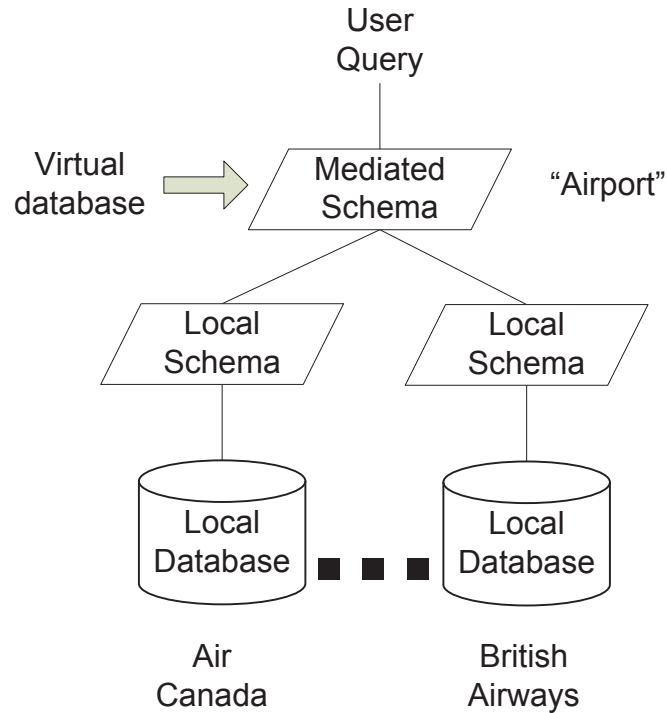 User
Query
Virtual
database
Mediated
Schema
“Airport”
Local
Schema
Local
Schema
Local
Database
Local
Database
Air
Canada
British
Airways